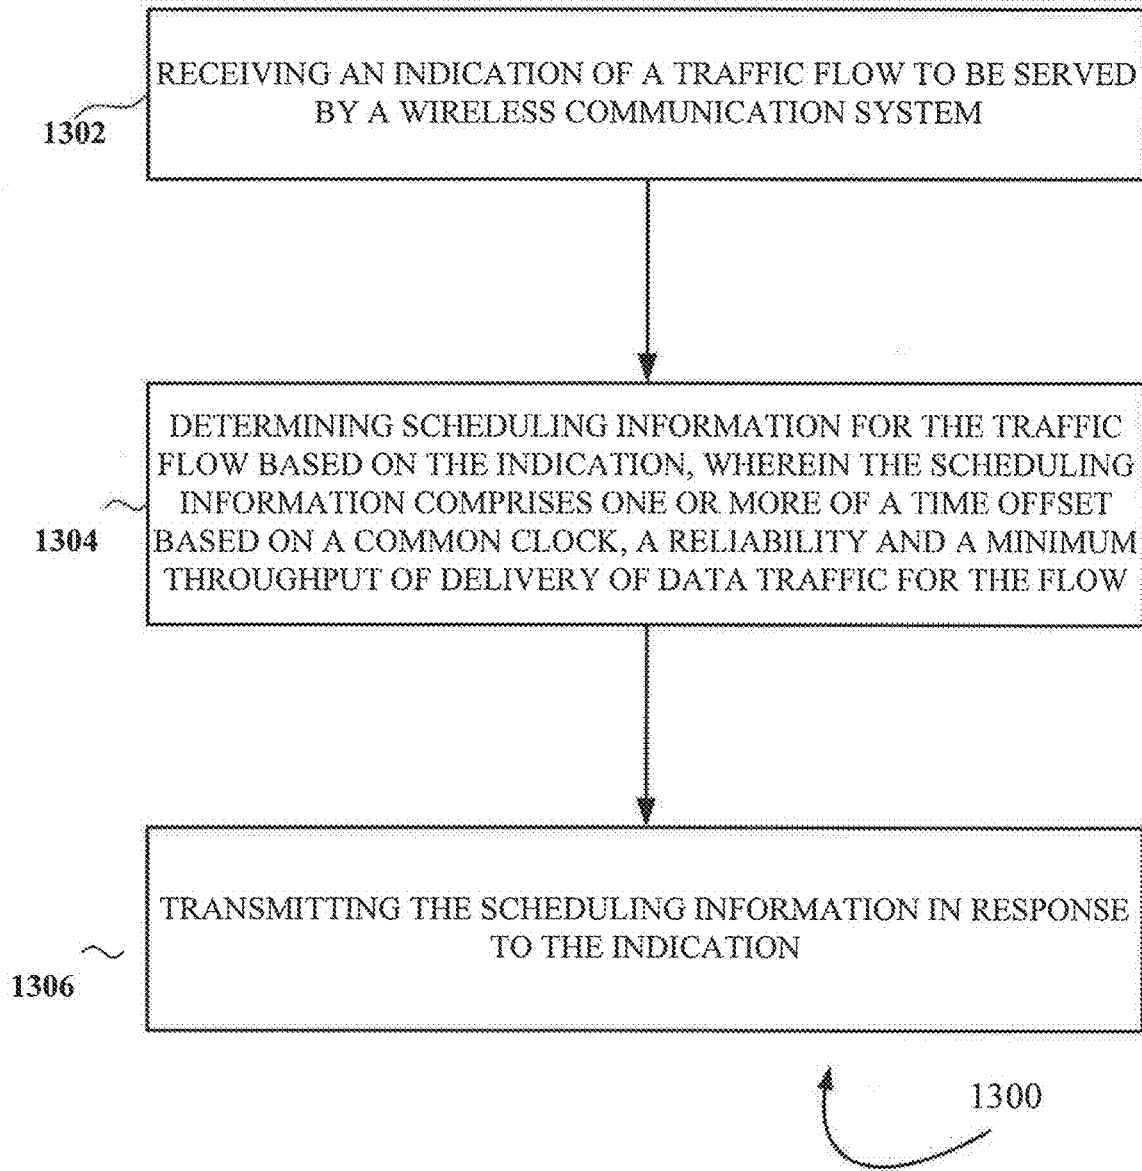 RECEIVING AN INDICATION OF A TRAFFIC FLOW TO BE SERVED
BY A WIRELESS COMMUNICATION SYSTEM
1302
DETERMINING SCHEDULING INFORMATION FOR THE TRAFFIC
FLOW BASED ON THE INDICATION, WHEREIN THE SCHEDULING
INFORMATION COMPRISES ONE OR MORE OF A TIME OFFSET
BASED ON A COMMON CLOCK, A RELIABILITY AND A MINIMUM
THROUGHPUT OF DELIVERY OF DATA TRAFFIC FOR THE FLOW
1304
TRANSMITTING THE SCHEDULING INFORMATION IN RESPONSE
TO THE INDICATION
1306
1300